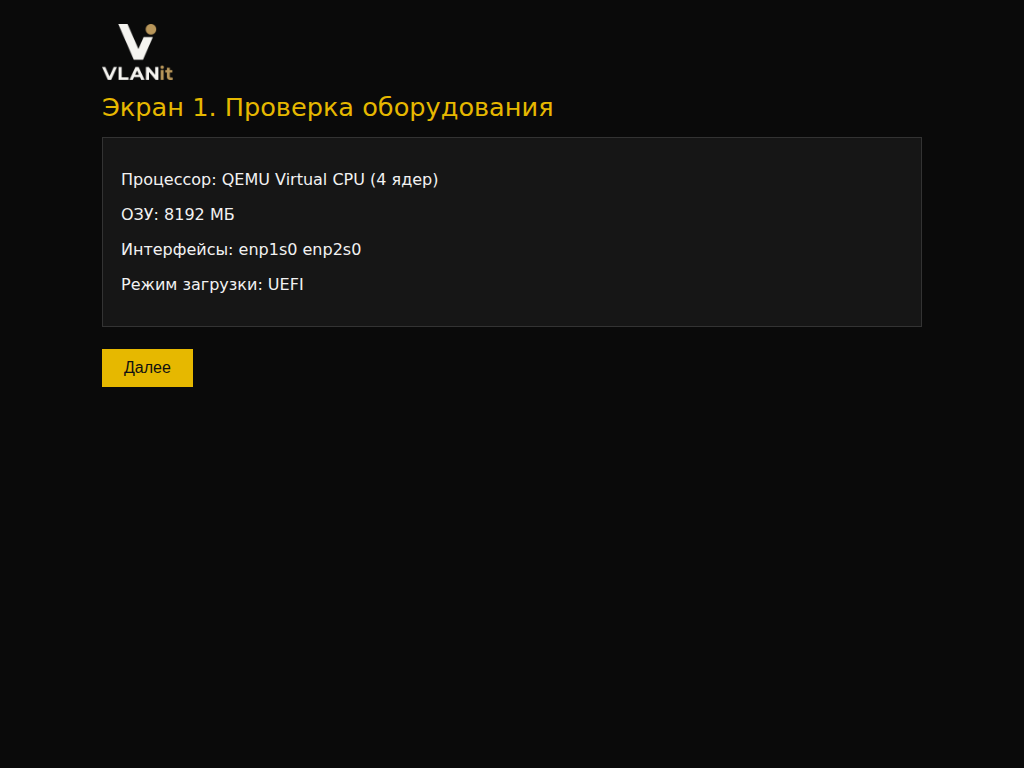 VLANit
Экран 1. Проверка оборудования
Процессор: QEMU Virtual CPU (4 ядер)
ОЗУ: 8192 МБ
Интерфейсы: enp1s0 enp2s0
Режим загрузки: UEFI
Далее